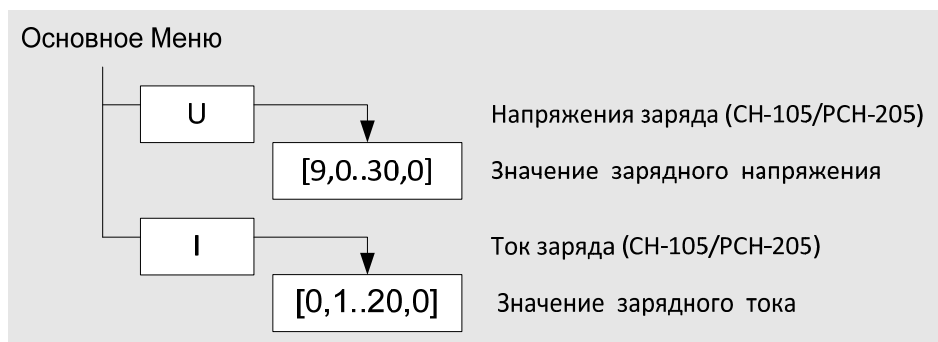 Основное Меню
U
Напряжения заряда (CH-105/PCH-205)
[9,0..30,0]
Значение зарядного напряжения
I
Ток заряда (CH-105/PCH-205)
[0,1..20,0]
Значение зарядного тока